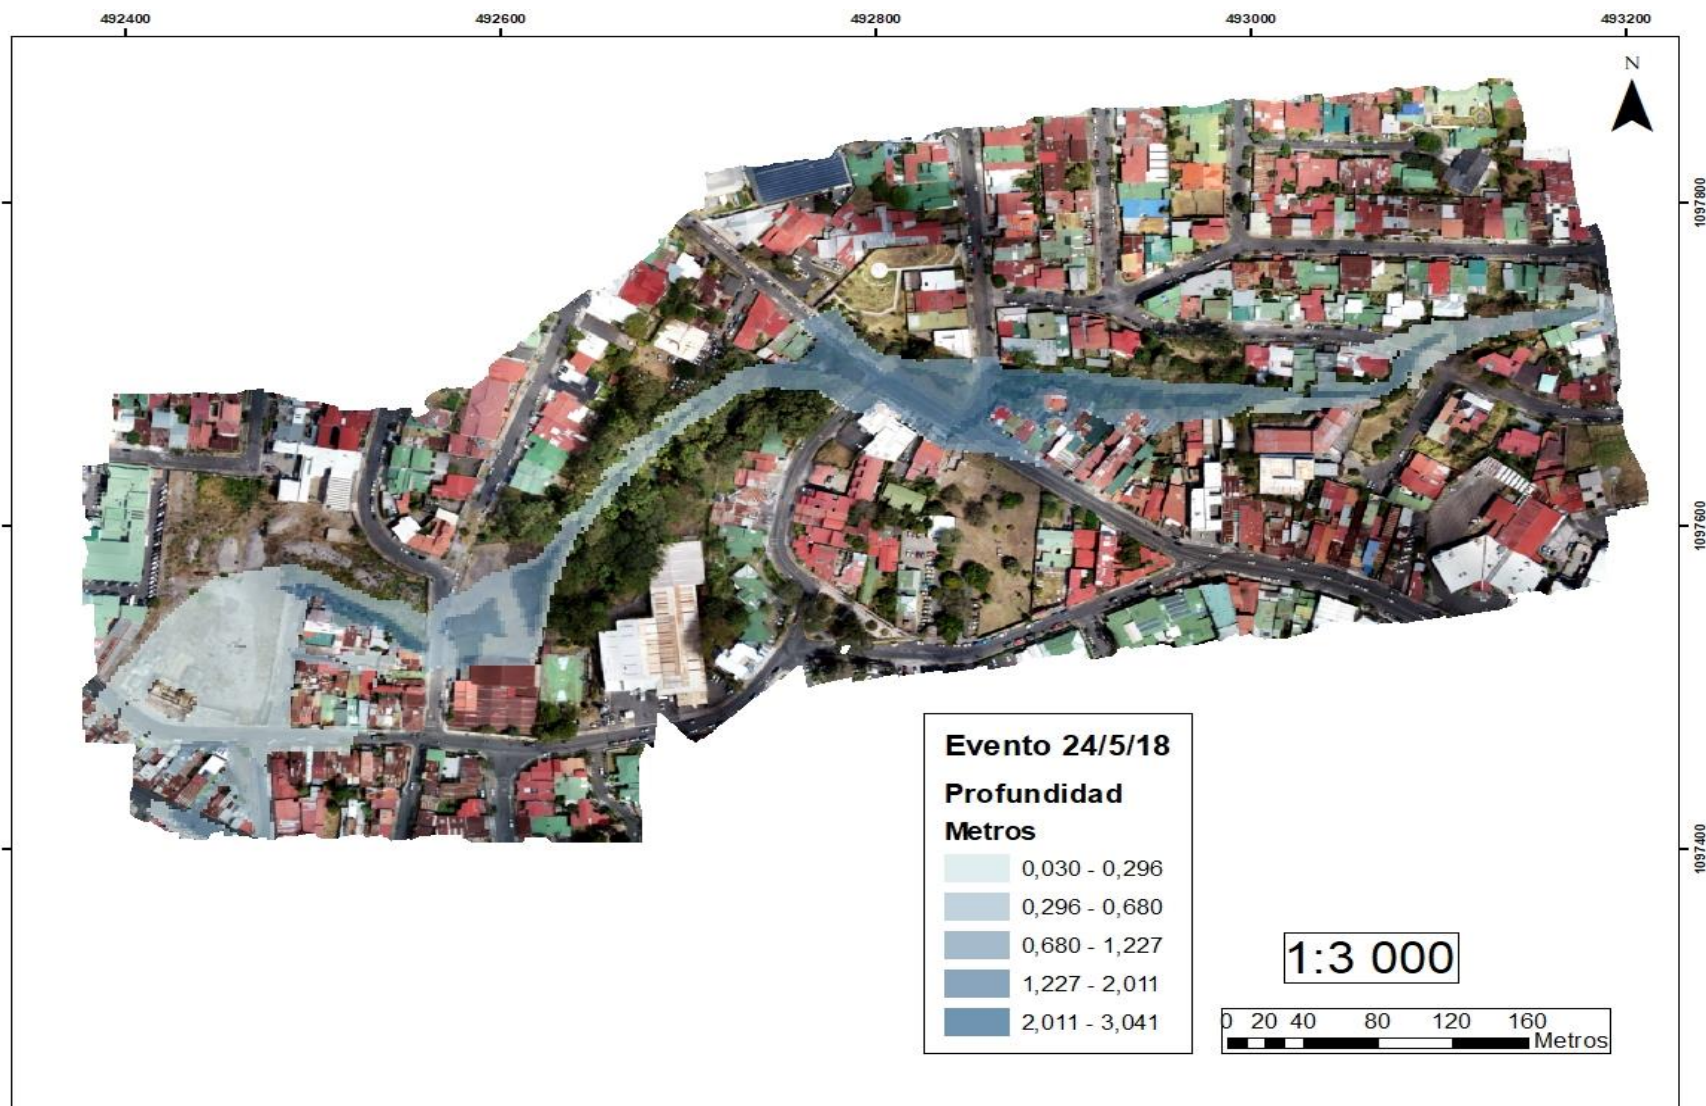 492400 492600 492800 493000 493200
N
1097800
1097600
1097400
Evento 24/5/18
Profundidad
Metros
0,030 - 0,296
0,296 - 0,680
0,680 - 1,227
1,227 - 2,011
2,011 - 3,041
1:3 000
0 20 40 80 120 160
Metros